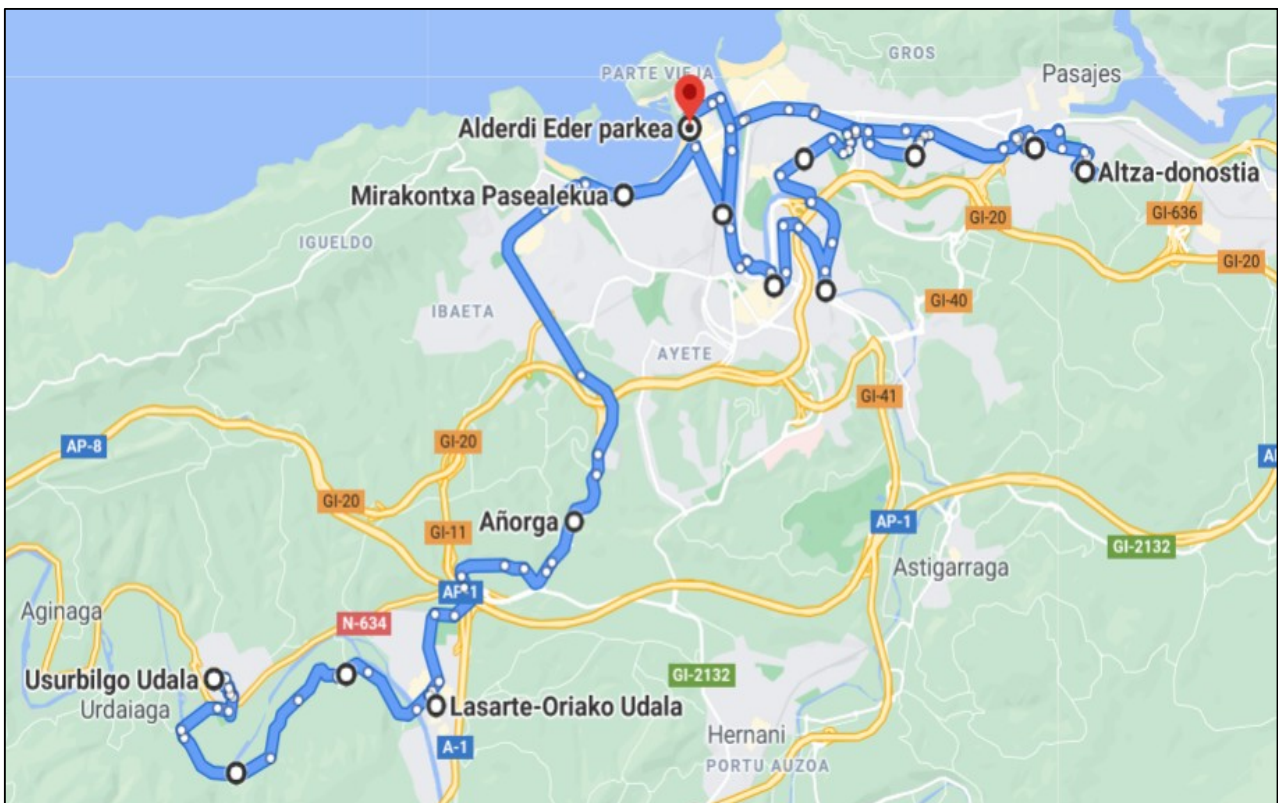 GROS
PARTE VIEJA
Pasajes
Alderdi Eder parkea
Altza-donostia
Mirakontxa Pasealekua
GI-636
GI-20
IGUELDO
GI-20
GI-40
IBAETA
AYETE
GI-41
AP-8
GI-20
GI-20
Añorga
AP-1
GI-11
GI-2132
Astigarraga
AP-1
Aginaga
N-634
GI-2132
Usurbilgo Udala
Urdaiaga
Lasarte-Oriako Udala
Hernani
A-1
PORTU AUZOA